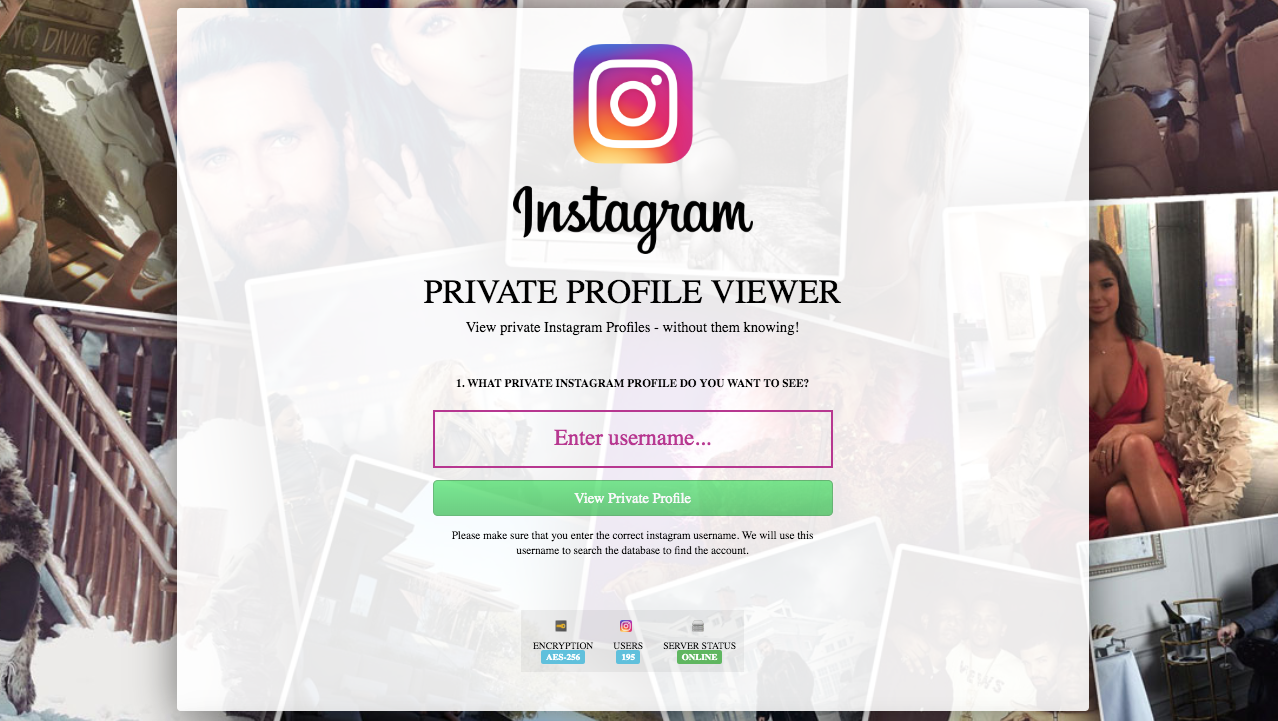 NO DIVING
Instagram
PRIVATE PROFILE VIEWER
View private Instagram Profiles - without them knowing!
1. WHAT PRIVATE INSTAGRAM PROFILE DO YOU WANT TO SEE?
Enter username...
View Private Profile
Please make sure that you enter the correct instagram username. We will use this
username to search the database to find the account.
ENCRYPTION USERS SERVER STATUS
AES-256 195 ONLINE